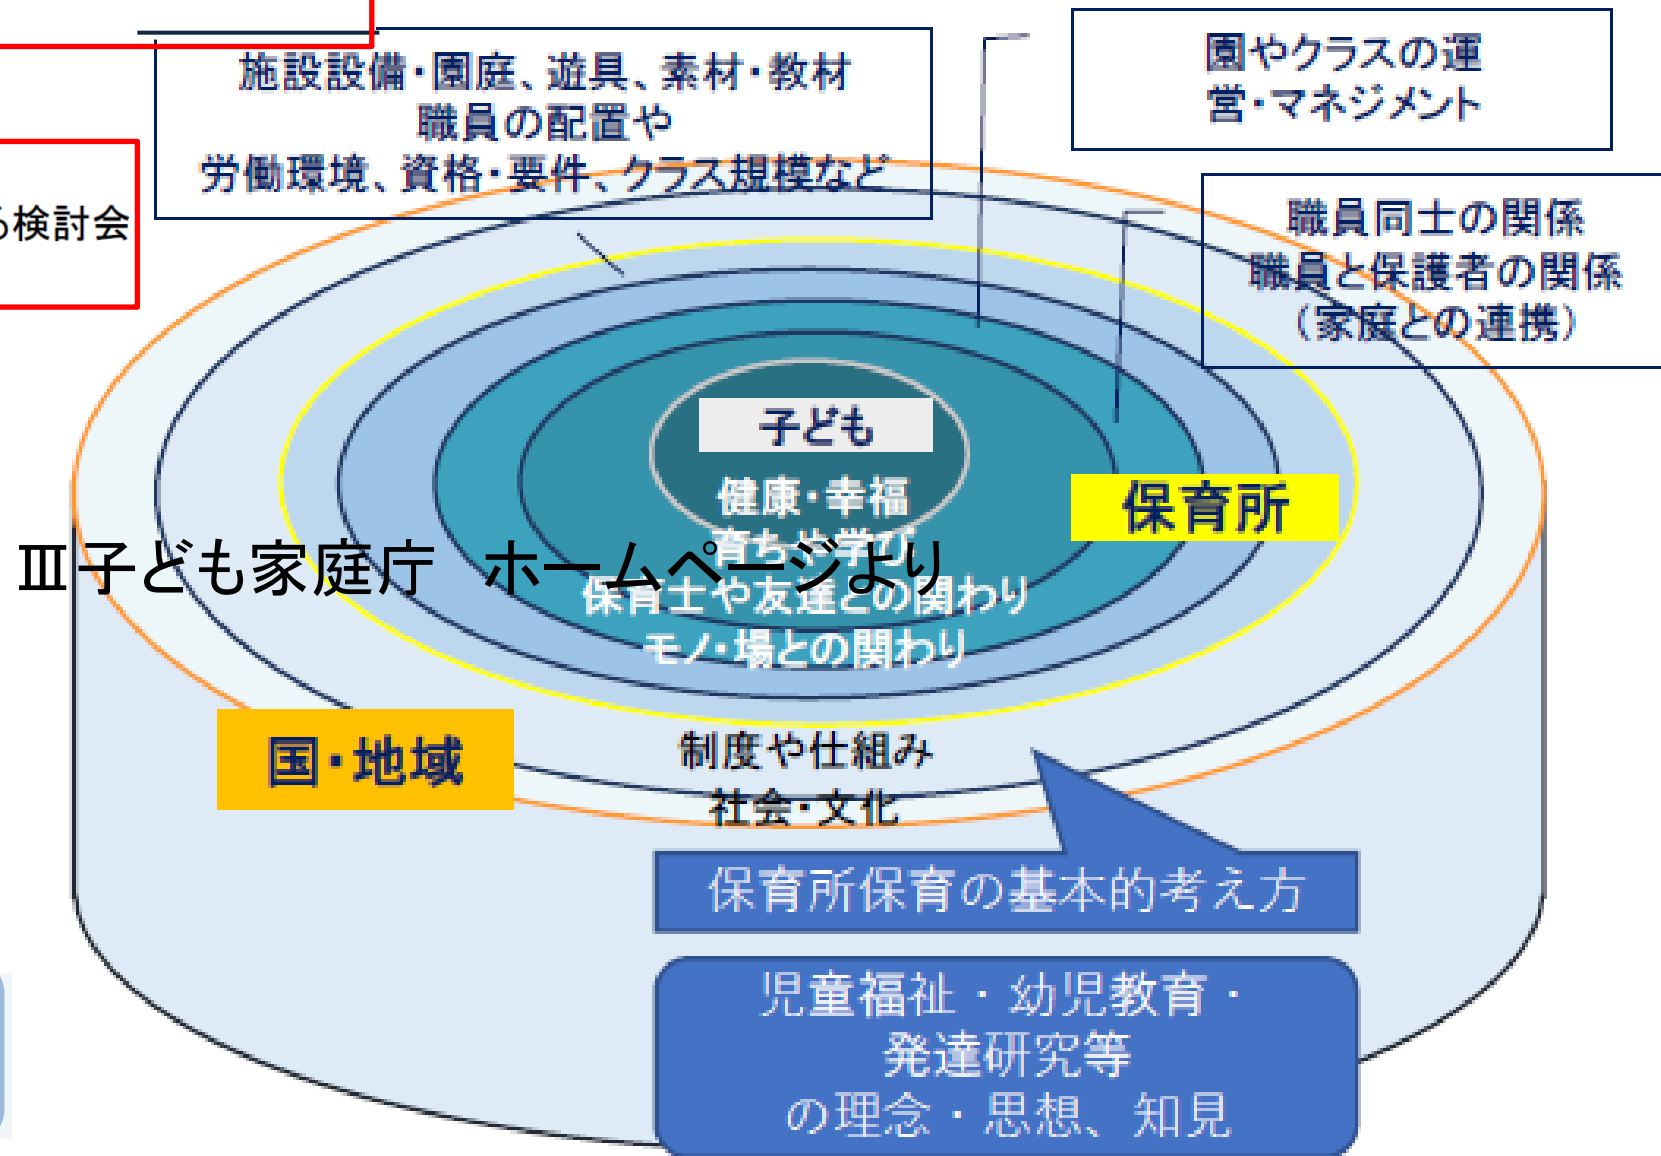 施設設備・園庭、遊具、素材・教材
職員の配置や
労働環境、資格・要件、クラス規模など
園やクラスの運
営・マネジメント
職員同士の関係
職員と保護者の関係
（家庭との連携）
る検討会
子ども
健康・幸福
育ちや学び
保育士や友達との関わり
モノ・場との関わり
保育所
Ⅲ子ども家庭庁　ホームページより
国・地域
制度や仕組み
社会・文化
保育所保育の基本的考え方
児童福祉・幼児教育・
発達研究等
の理念・思想、知見